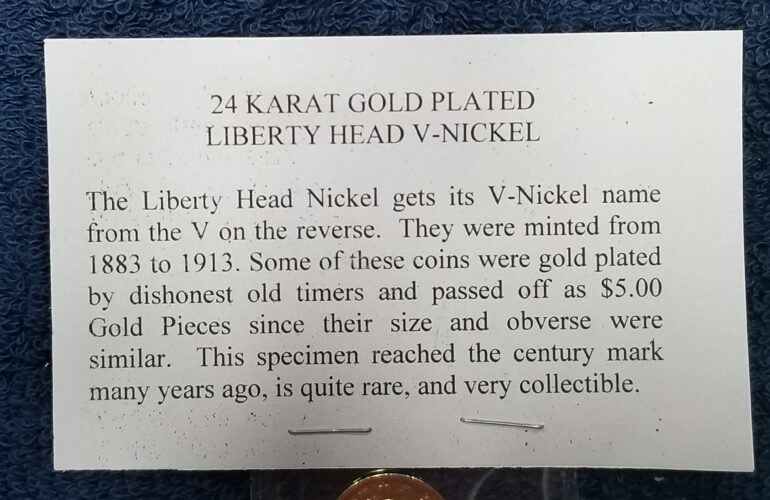 24 KARAT GOLD PLATED
LIBERTY HEAD V-NICKEL
The Liberty Head Nickel gets its V-Nickel name
from the V on the reverse. They were minted from
1883 to 1913. Some of these coins were gold plated
by dishonest old timers and passed off as $5.00
Gold Pieces since their size and obverse were
similar. This specimen reached the century mark
many years ago, is quite rare, and very collectible.